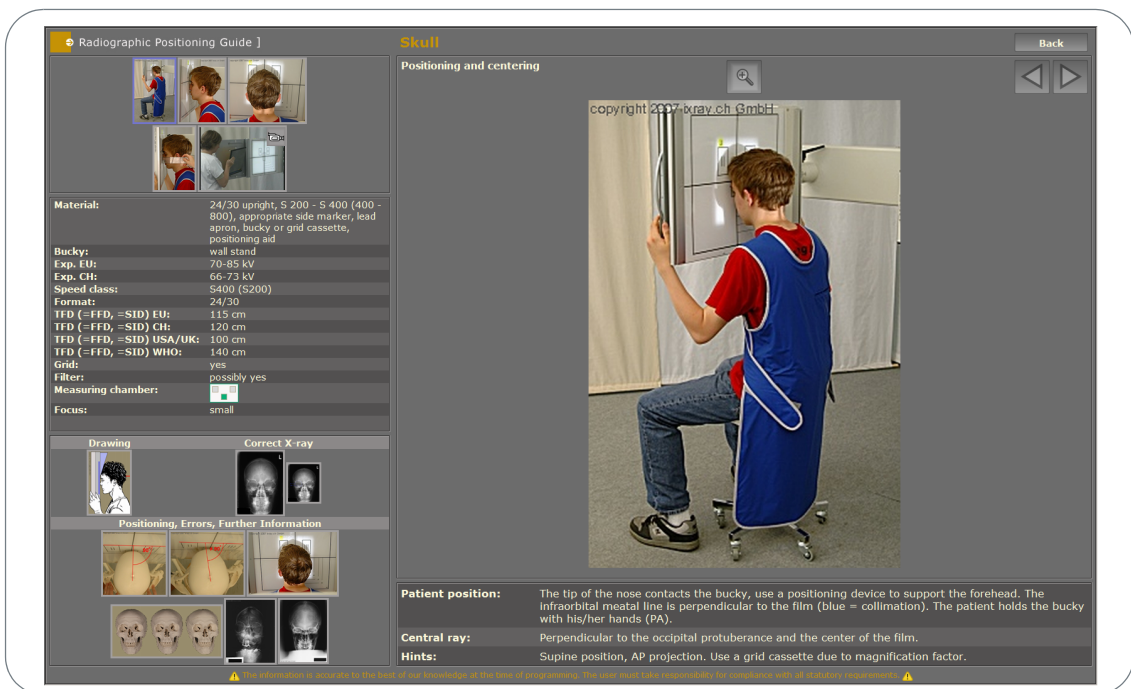 Radiographic Positioning Guide ]
Skull
Back
Positioning and centering
copyright 2007-ixray.ch GmbH
Material: 24/30 upright, S 200 - S 400 (400 -
800), appropriate side marker, lead
apron, bucky or grid cassette,
positioning aid
Bucky: wall stand
Exp. EU: 70-85 kV
Exp. CH: 66-73 kV
Speed class: S400 (S200)
Format: 24/30
TFD (=FFD, =SID) EU: 115 cm
TFD (=FFD, =SID) CH: 120 cm
TFD (=FFD, =SID) USA/UK: 100 cm
TFD (=FFD, =SID) WHO: 140 cm
Grid: yes
Filter: possibly yes
Measuring chamber:
Focus: small
Drawing Correct X-ray
L
Positioning, Errors, Further Information
Patient position: The tip of the nose contacts the bucky, use a positioning device to support the forehead. The
infraorbital meatal line is perpendicular to the film (blue = collimation). The patient holds the bucky
with his/her hands (PA).
Central ray: Perpendicular to the occipital protuberance and the center of the film.
Hints: Supine position, AP projection. Use a grid cassette due to magnification factor.
The information is accurate to the best of our knowledge at the time of programming. The user must take responsibility for compliance with all statutory requirements.